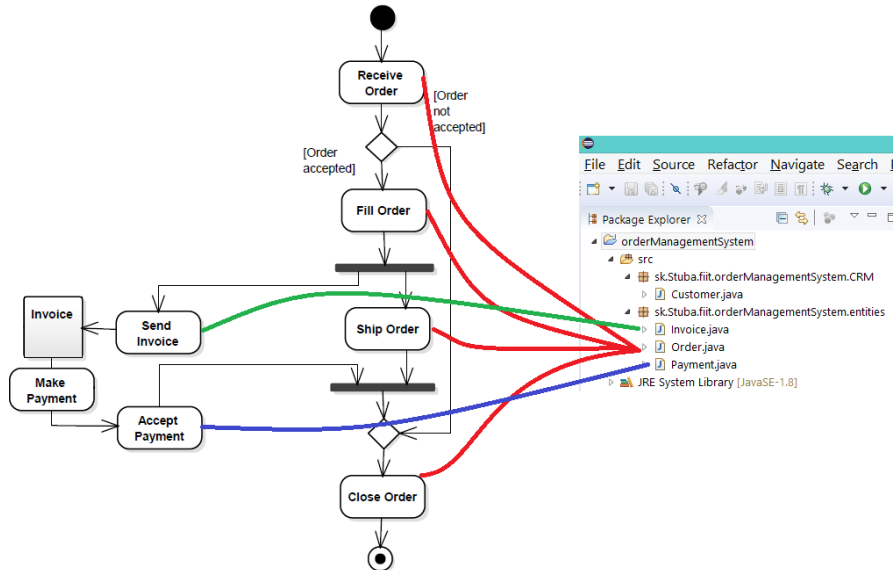 Receive
Order
[Order
not
accepted]
[Order
accepted]
Fill Order
Invoice
Send
Invoice
Ship Order
Make
Payment
Accept
Payment
Close Order
File Edit Source Refactor Navigate Search
Package Explorer
orderManagementSystem
src
sk.Stuba.fiit.orderManagementSystem.CRM
Customer.java
sk.Stuba.fiit.orderManagementSystem.entities
Invoice.java
Order.java
Payment.java
JRE System Library [JavaSE-1.8]